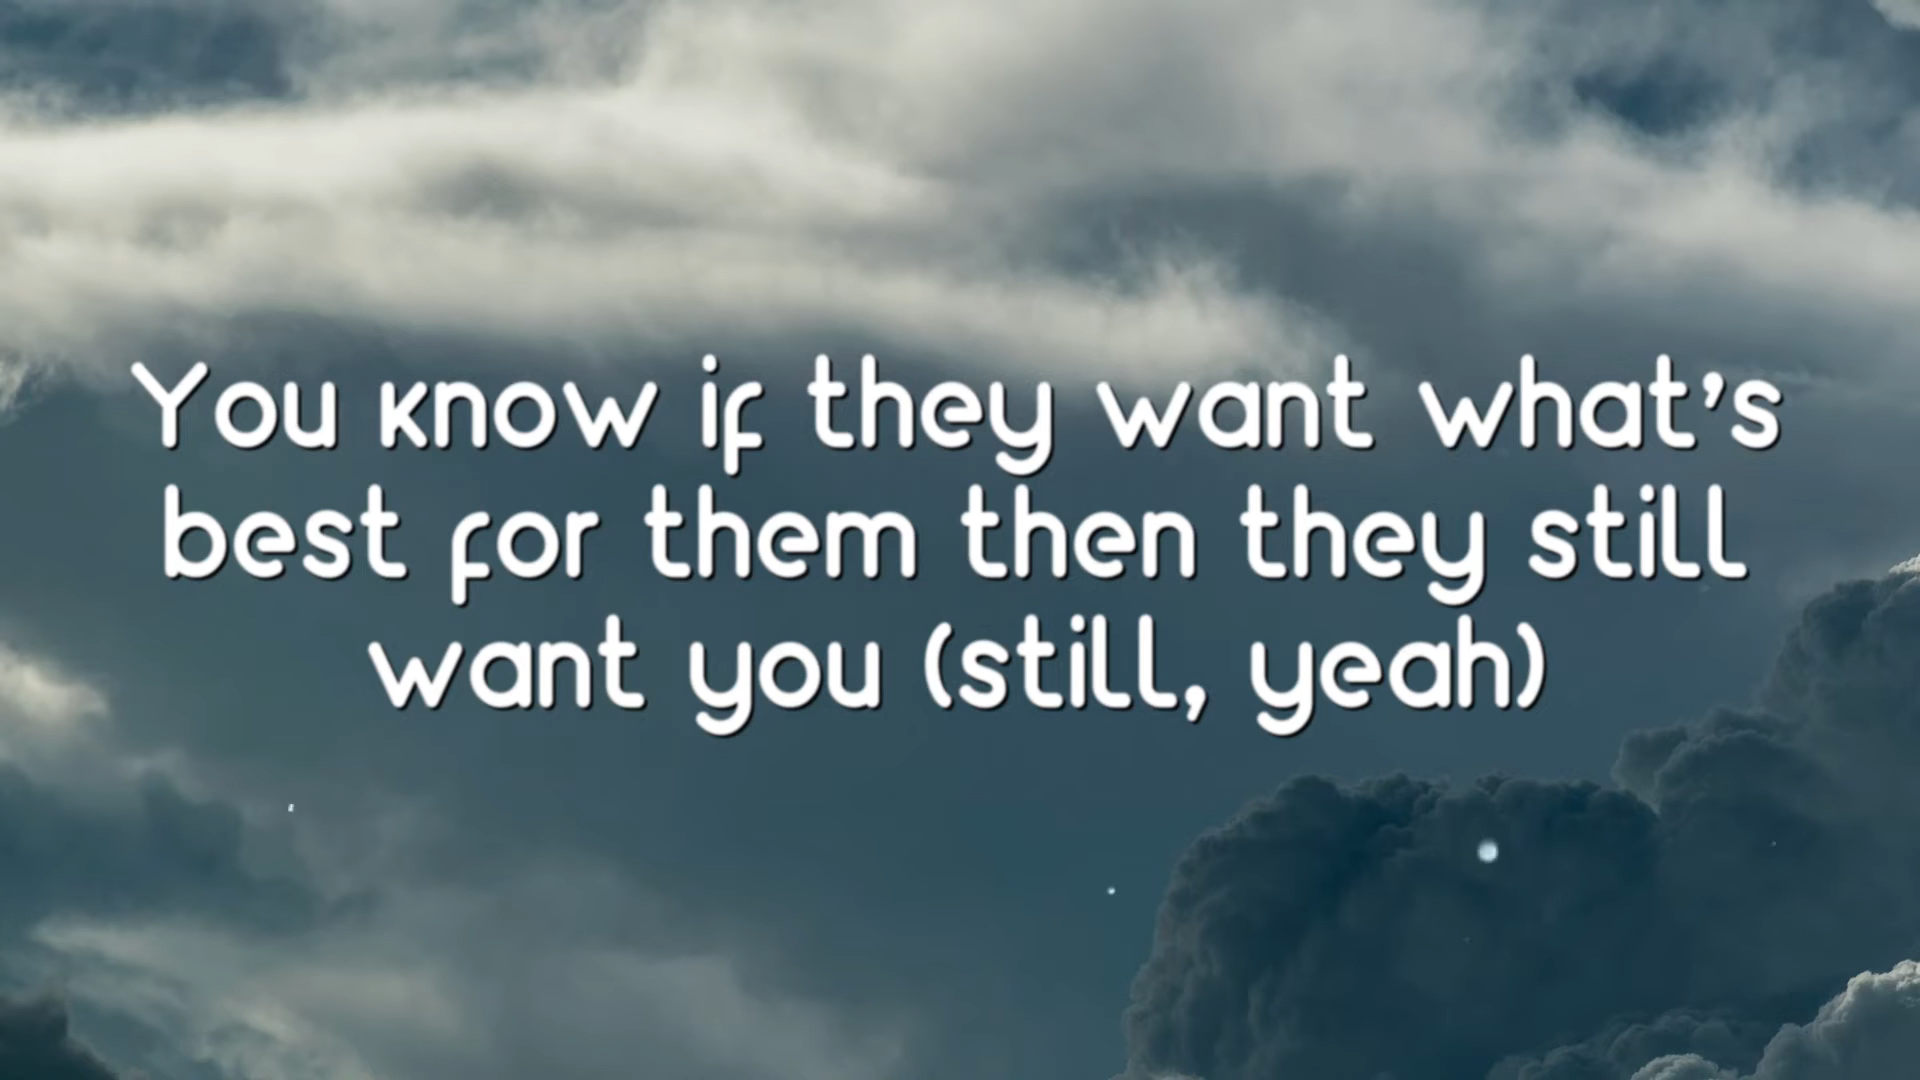 You know if they want what's
best for them then they still
want you (still, yeah)